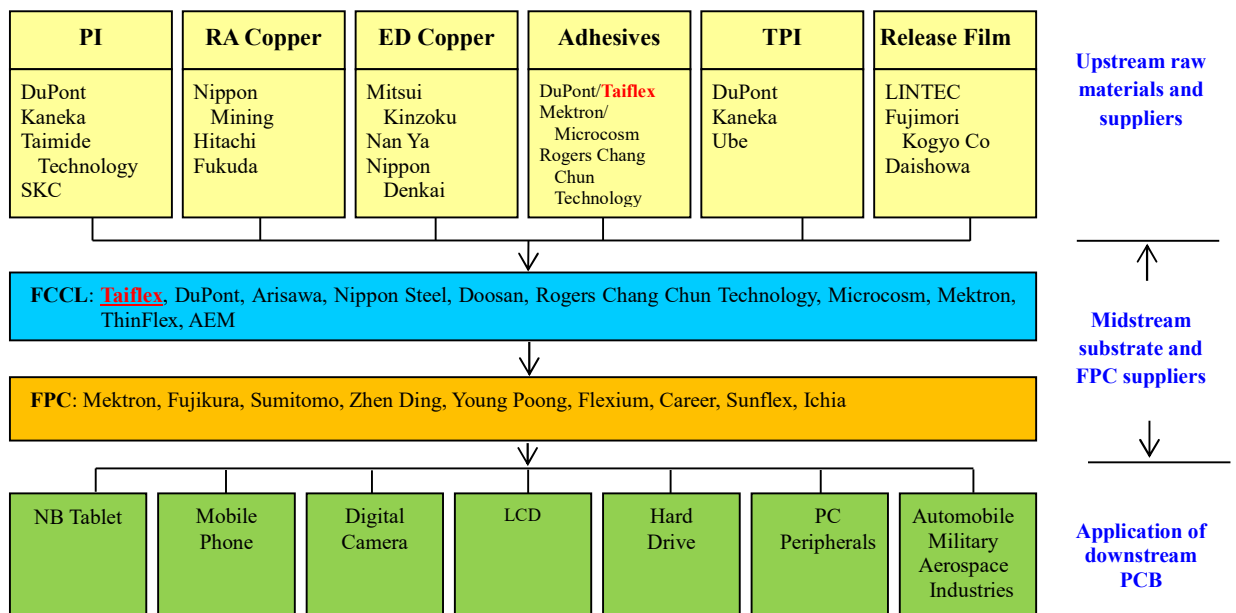 PI
DuPont
Kaneka
Taimide
Technology
SKC
RA Copper
Nippon
Mining
Hitachi
Fukuda
ED Copper
Mitsui
Kinzoku
Nan Ya
Nippon
Denkai
Adhesives
DuPont/Taiflex
Mektron/
Microcosm
Rogers Chang
Chun
Technology
TPI
DuPont
Kaneka
Ube
Release Film
LINTEC
Fujimori
Kogyo Co
Daishowa
Upstream raw
materials and
suppliers
FCCL: Taiflex, DuPont, Arisawa, Nippon Steel, Doosan, Rogers Chang Chun Technology, Microcosm, Mektron,
ThinFlex, AEM
FPC: Mektron, Fujikura, Sumitomo, Zhen Ding, Young Poong, Flexium, Career, Sunflex, Ichia
Midstream
substrate and
FPC suppliers
NB Tablet
Mobile
Phone
Digital
Camera
LCD
Hard
Drive
PC
Peripherals
Automobile
Military
Aerospace
Industries
Application of
downstream
PCB